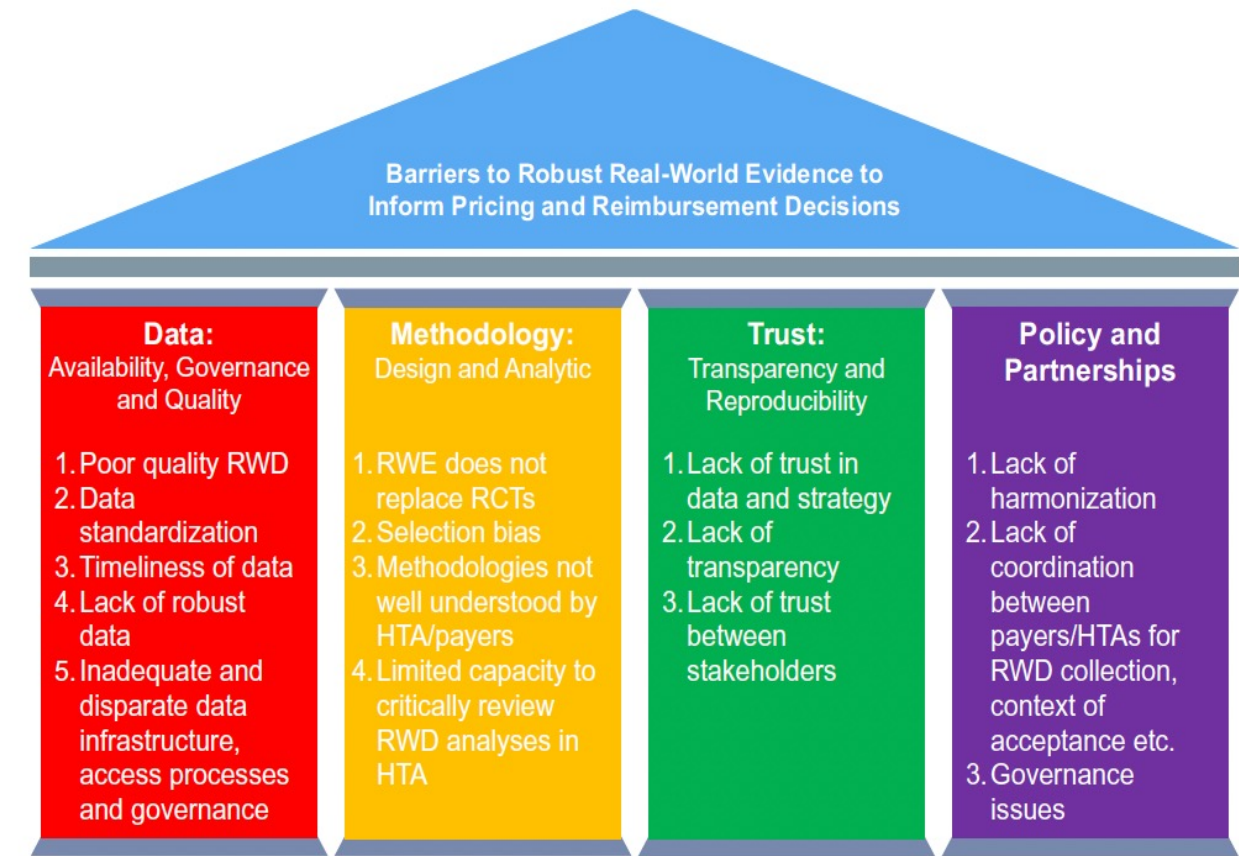 Barriers to Robust Real-World Evidence to
Inform Pricing and Reimbursement Decisions
Data:
Availability, Governance
and Quality
1. Poor quality RWD
2. Data
standardization
3. Timeliness of data
4. Lack of robust
data
5. Inadequate and
disparate data
infrastructure,
access processes
and governance
Methodology:
Design and Analytic
1. RWE does not
replace RCTs
2. Selection bias
3. Methodologies not
well understood by
HTA/payers
4. Limited capacity to
critically review
RWD analyses in
HTA
Trust:
Transparency and
Reproducibility
1. Lack of trust in
data and strategy
2. Lack of
transparency
3. Lack of trust
between
stakeholders
Policy and
Partnerships
1. Lack of
harmonization
2. Lack of
coordination
between
payers/HTAs for
RWD collection,
context of
acceptance etc.
3. Governance
issues